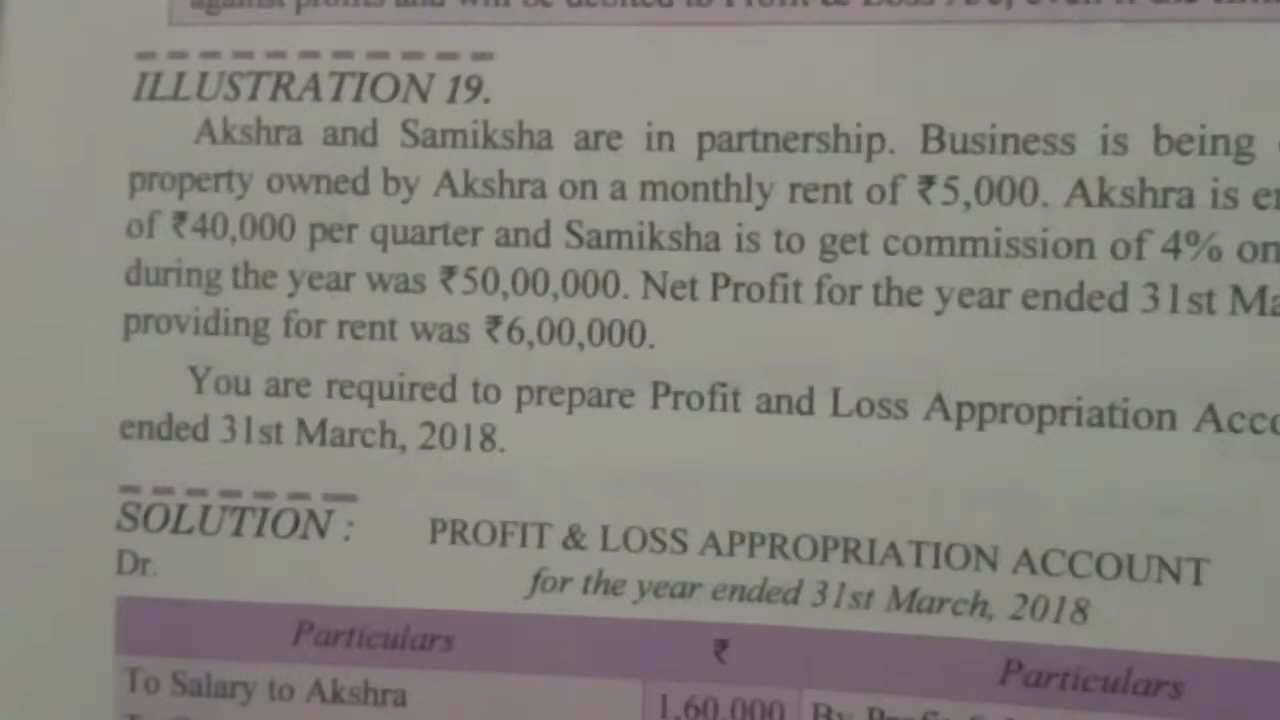 ILLUSTRATION 19.
Akshra and Samiksha are in partnership. Business is being
property owned by Akshra on a monthly rent of ₹5,000. Akshra is
of ₹40,000 per quarter and Samiksha is to get commission of 4% on
during the year was ₹50,00,000. Net Profit for the year ended 31st
providing for rent was ₹6,00,000.
You are required to prepare Profit and Loss Appropriation
ended 31st March, 2018.
SOLUTION :
PROFIT & LOSS APPROPRIATION ACCOUNT
Dr.
for the year ended 31st March, 2018
Particulars ₹ Particulars
To Salary to Akshra 1,60,000 By